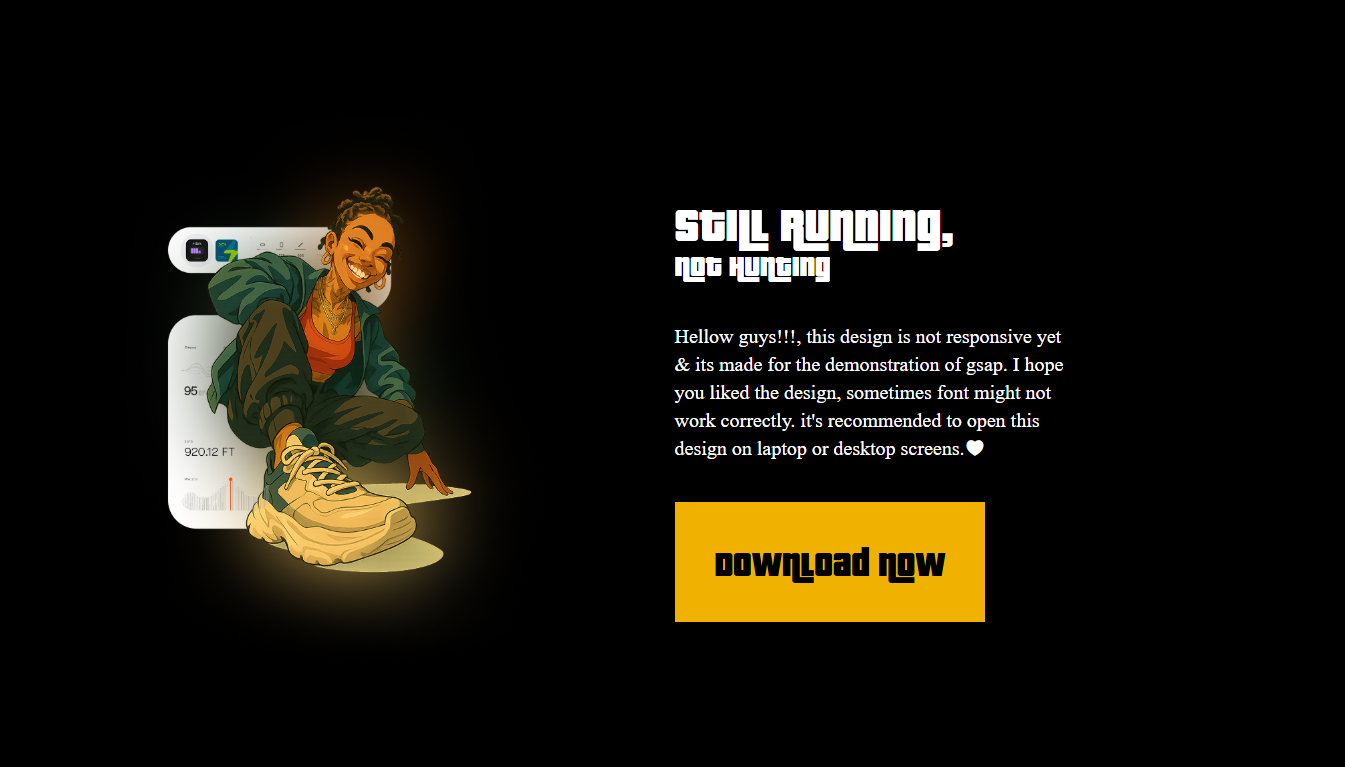 95
920.12 FT
Still Running,
not Hunting
Hellow guys!!!, this design is not responsive yet
& its made for the demonstration of gsap. I hope
you liked the design, sometimes font might not
work correctly. it's recommended to open this
design on laptop or desktop screens.🖤
Download now